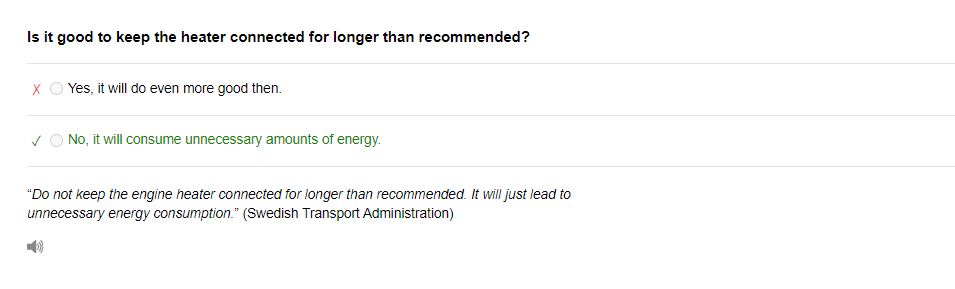 Is it good to keep the heater connected for longer than recommended?
Yes, it will do even more good then.
No, it will consume unnecessary amounts of energy.
"Do not keep the engine heater connected for longer than recommended. It will just lead to
unnecessary energy consumption." (Swedish Transport Administration)